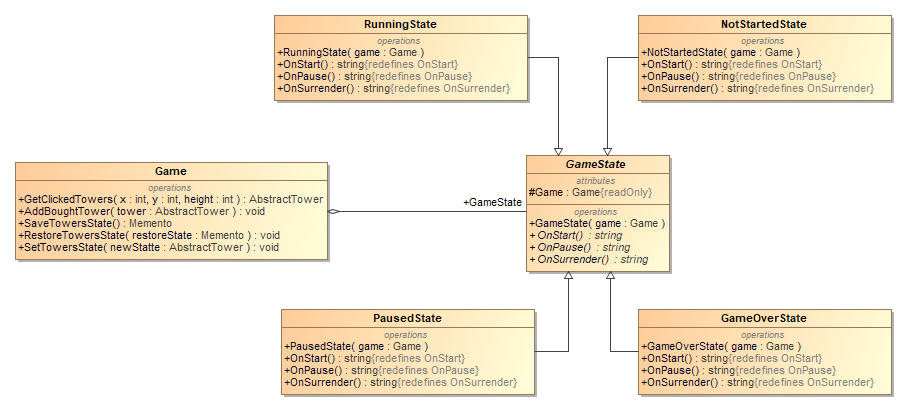 RunningState
operations
+RunningState( game : Game )
+OnStart() : string{redefines OnStart}
+OnPause() : string{redefines OnPause}
+OnSurrender() : string{redefines OnSurrender}
NotStartedState
operations
+NotStartedState( game : Game )
+OnStart() : string{redefines OnStart}
+OnPause() : string{redefines OnPause}
+OnSurrender() : string{redefines OnSurrender}
Game
operations
+GetClickedTowers( x : int, y : int, height : int ) : AbstractTower
+AddBoughtTower( tower : AbstractTower ) : void
+SaveTowersState() : Memento
+RestoreTowersState( restoreState : Memento ) : void
+SetTowersState( newStatte : AbstractTower ) : void
+GameState
GameState
attributes
#Game : Game{readOnly}
operations
+GameState( game : Game )
+OnStart() : string
+OnPause() : string
+OnSurrender() : string
PausedState
operations
+PausedState( game : Game )
+OnStart() : string{redefines OnStart}
+OnPause() : string{redefines OnPause}
+OnSurrender() : string{redefines OnSurrender}
GameOverState
operations
+GameOverState( game : Game )
+OnStart() : string{redefines OnStart}
+OnPause() : string{redefines OnPause}
+OnSurrender() : string{redefines OnSurrender}